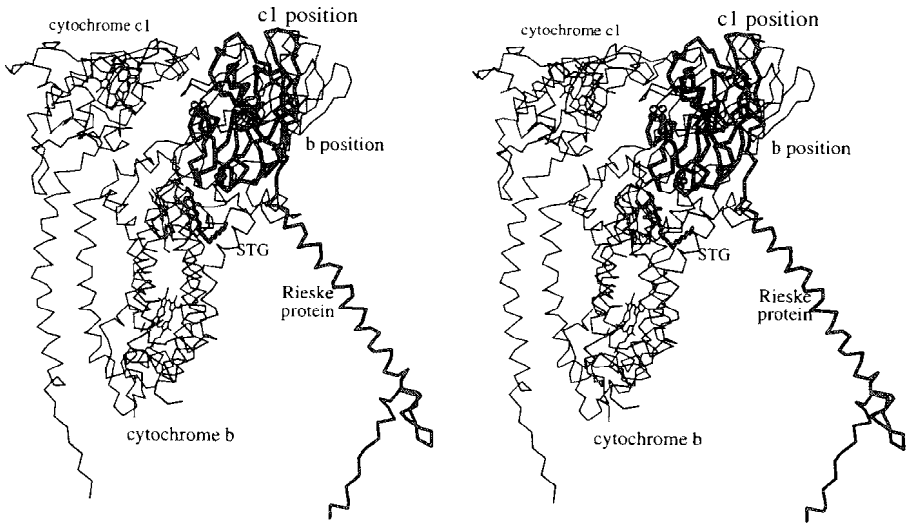 c1 position
cytochrome c1
b position
STG
Rieske
protein
cytochrome b
c1 position
cytochrome c1
b position
STG
Rieske
protein
cytochrome b